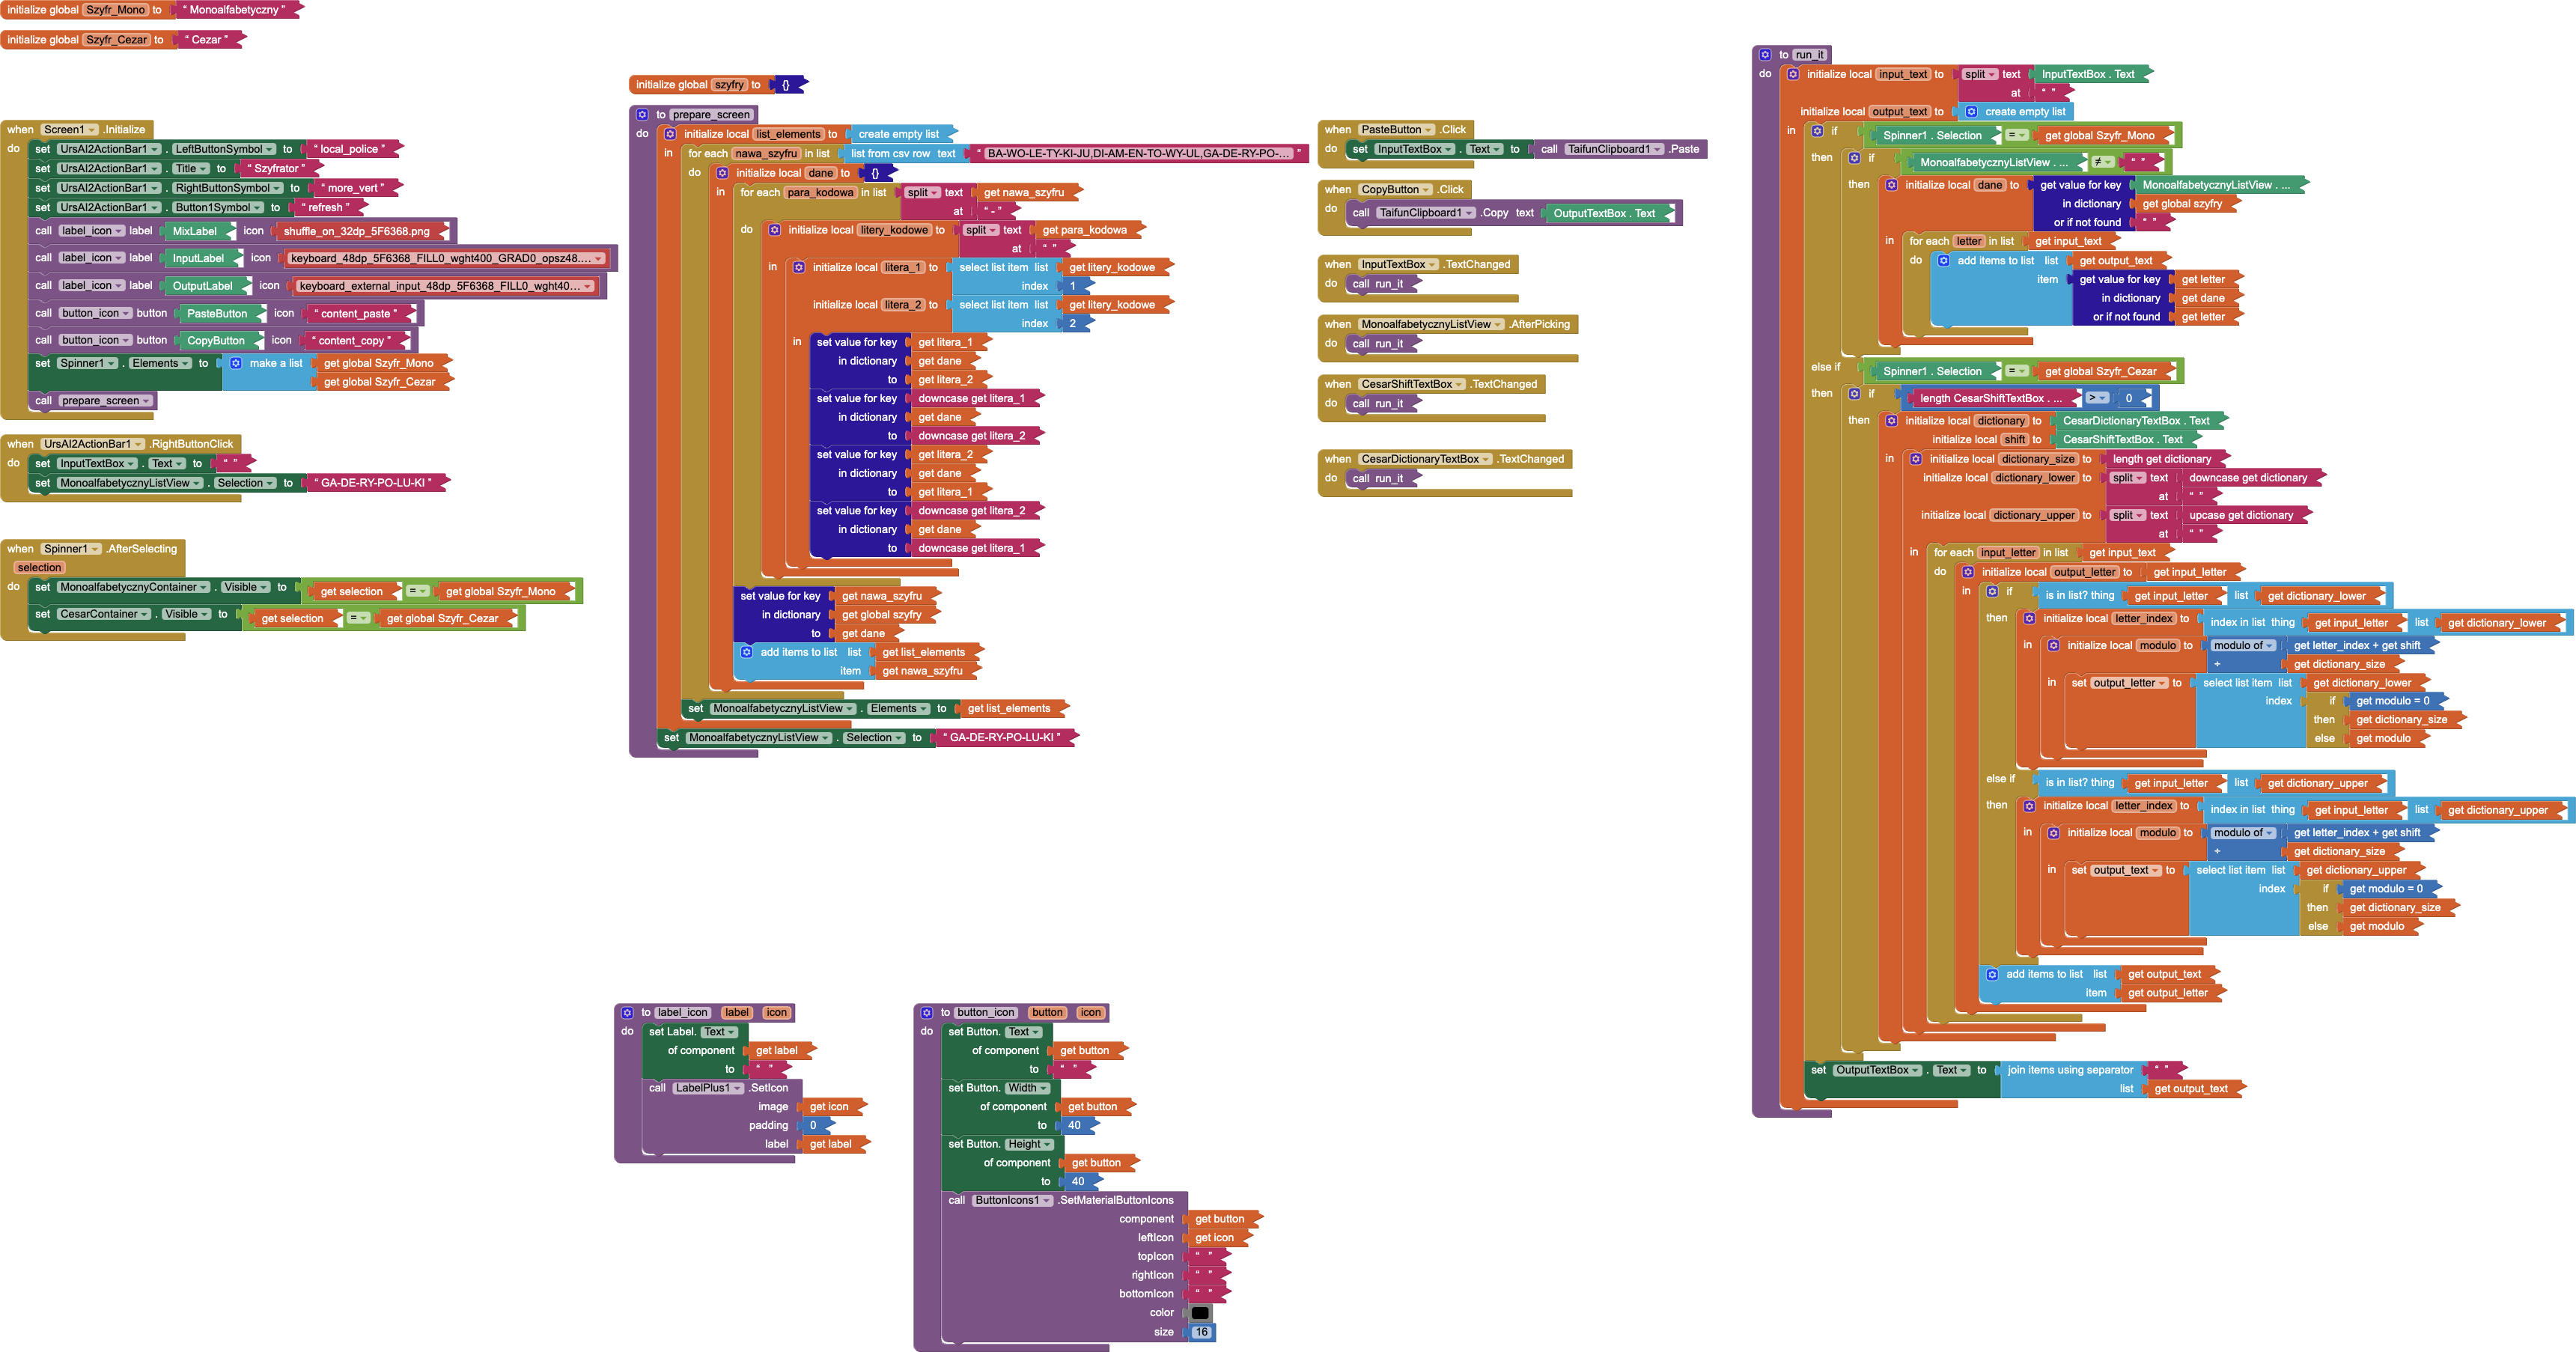 initialize global Szyfr_Mono to “ Monoalfabetyczny ”
initialize global Szyfr_Cezar to “ Cezar ”
when Screen1 .Initialize
do set UrsAI2ActionBar1 . LeftButtonSymbol to “ local_police ”
set UrsAI2ActionBar1 . Title to “ Szyfrator ”
set UrsAI2ActionBar1 . RightButtonSymbol to “ more_vert ”
set UrsAI2ActionBar1 . Button1Symbol to “ refresh ”
call label_icon label MixLabel icon shuffle_on_32dp_5F6368.png
call label_icon label InputLabel icon keyboard_48dp_5F6368_FILL0_wght400_GRAD0_opsz48....
call label_icon label OutputLabel icon keyboard_external_input_48dp_5F6368_FILL0_wght40...
call button_icon button PasteButton icon “ content_paste ”
call button_icon button CopyButton icon “ content_copy ”
set Spinner1 . Elements to make a list get global Szyfr_Mono
get global Szyfr_Cezar
call prepare_screen
when UrsAI2ActionBar1 .RightButtonClick
do set InputTextBox . Text to “ ”
set MonoalfabetycznyListView . Selection to “ GA-DE-RY-PO-LU-KI ”
when Spinner1 .AfterSelecting
selection
do set MonoalfabetycznyContainer . Visible to get selection = get global Szyfr_Mono
set CesarContainer . Visible to get selection = get global Szyfr_Cezar
initialize global szyfry to {}
to prepare_screen
do initialize local list_elements to create empty list
in for each nawa_szyfru in list list from csv row text “ BA-WO-LE-TY-KI-JU,DI-AM-EN-TO-WY-UL,GA-DE-RY-PO-... ”
do initialize local dane to {}
in for each para_kodowa in list split text get nawa_szyfru
at “ - ”
do initialize local litery_kodowe to split text get para_kodowa
at “ ”
in initialize local litera_1 to select list item list get litery_kodowe
index 1
initialize local litera_2 to select list item list get litery_kodowe
index 2
in set value for key get litera_1
in dictionary get dane
to get litera_2
set value for key downcase get litera_1
in dictionary get dane
to downcase get litera_2
set value for key get litera_2
in dictionary get dane
to get litera_1
set value for key downcase get litera_2
in dictionary get dane
to downcase get litera_1
set value for key get nawa_szyfru
in dictionary get global szyfry
to get dane
add items to list list get list_elements
item get nawa_szyfru
set MonoalfabetycznyListView . Elements to get list_elements
set MonoalfabetycznyListView . Selection to “ GA-DE-RY-PO-LU-KI ”
to label_icon label icon
do set Label. Text
of component get label
to “ ”
call LabelPlus1 .SetIcon
image get icon
padding 0
label get label
to button_icon button icon
do set Button. Text
of component get button
to “ ”
set Button. Width
of component get button
to 40
set Button. Height
of component get button
to 40
call ButtonIcons1 .SetMaterialButtonIcons
component get button
leftIcon get icon
topIcon “ ”
rightIcon “ ”
bottomIcon “ ”
color
size 16
when PasteButton .Click
do set InputTextBox . Text to call TaifunClipboard1 .Paste
when CopyButton .Click
do call TaifunClipboard1 .Copy text OutputTextBox . Text
when InputTextBox .TextChanged
do call run_it
when MonoalfabetycznyListView .AfterPicking
do call run_it
when CesarShiftTextBox .TextChanged
do call run_it
when CesarDictionaryTextBox .TextChanged
do call run_it
to run_it
do initialize local input_text to split text InputTextBox . Text
at “ ”
initialize local output_text to create empty list
in if Spinner1 . Selection = get global Szyfr_Mono
then if MonoalfabetycznyListView . ... ≠ “ ”
then initialize local dane to get value for key MonoalfabetycznyListView . ...
in dictionary get global szyfry
or if not found “ ”
in for each letter in list get input_text
do add items to list list get output_text
item get value for key get letter
in dictionary get dane
or if not found get letter
else if Spinner1 . Selection = get global Szyfr_Cezar
then if length CesarShiftTextBox . ... > 0
then initialize local dictionary to CesarDictionaryTextBox . Text
initialize local shift to CesarShiftTextBox . Text
in initialize local dictionary_size to length get dictionary
initialize local dictionary_lower to split text downcase get dictionary
at “ ”
initialize local dictionary_upper to split text upcase get dictionary
at “ ”
in for each input_letter in list get input_text
do initialize local output_letter to get input_letter
in if is in list? thing get input_letter list get dictionary_lower
then initialize local letter_index to index in list thing get input_letter list get dictionary_lower
in initialize local modulo to modulo of get letter_index + get shift
÷ get dictionary_size
in set output_letter to select list item list get dictionary_lower
index if get modulo = 0
then get dictionary_size
else get modulo
else if is in list? thing get input_letter list get dictionary_upper
then initialize local letter_index to index in list thing get input_letter list get dictionary_upper
in initialize local modulo to modulo of get letter_index + get shift
÷ get dictionary_size
in set output_text to select list item list get dictionary_upper
index if get modulo = 0
then get dictionary_size
else get modulo
add items to list list get output_text
item get output_letter
set OutputTextBox . Text to join items using separator “ ”
list get output_text